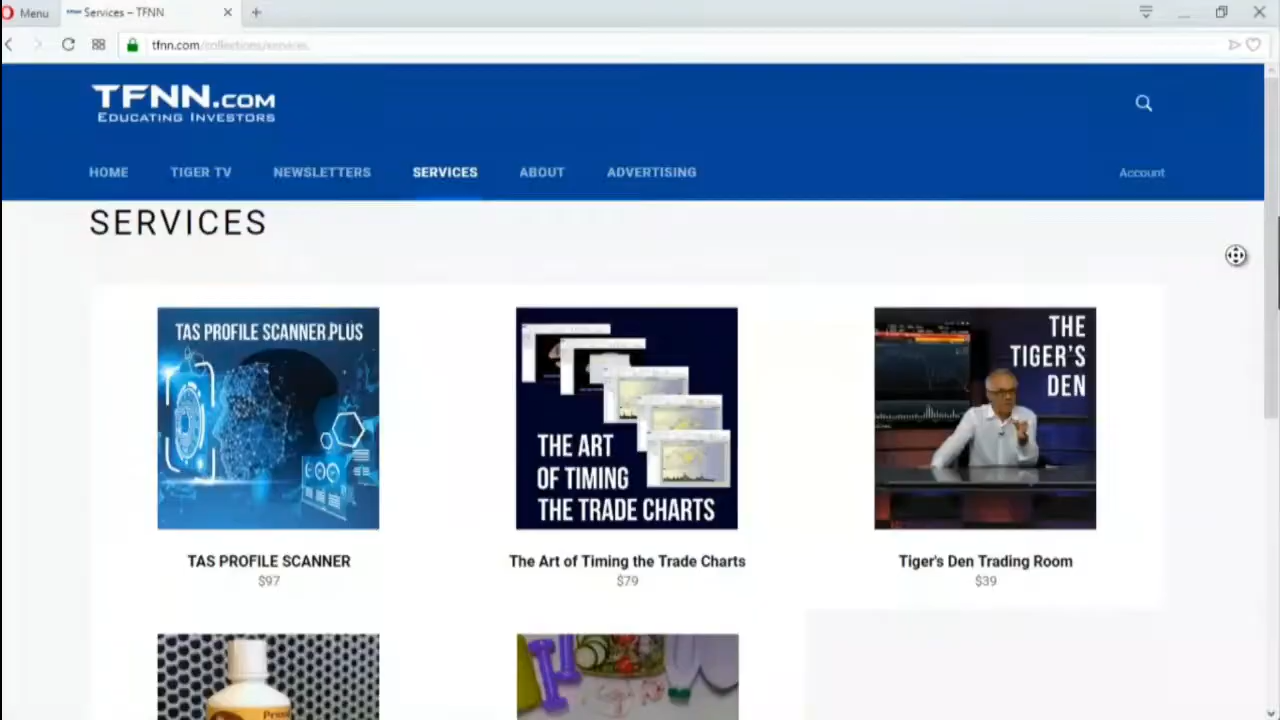 Menu
Services – TFNN
tfnn.com/collections/services
TFNN.COM
EDUCATING INVESTORS
HOME
TIGER TV
NEWSLETTERS
SERVICES
ABOUT
ADVERTISING
Account
SERVICES
TAS PROFILE SCANNER PLUS
THE ART
OF TIMING
THE TRADE CHARTS
THE
TIGER'S
DEN
TAS PROFILE SCANNER
$97
The Art of Timing the Trade Charts
$79
Tiger's Den Trading Room
$39